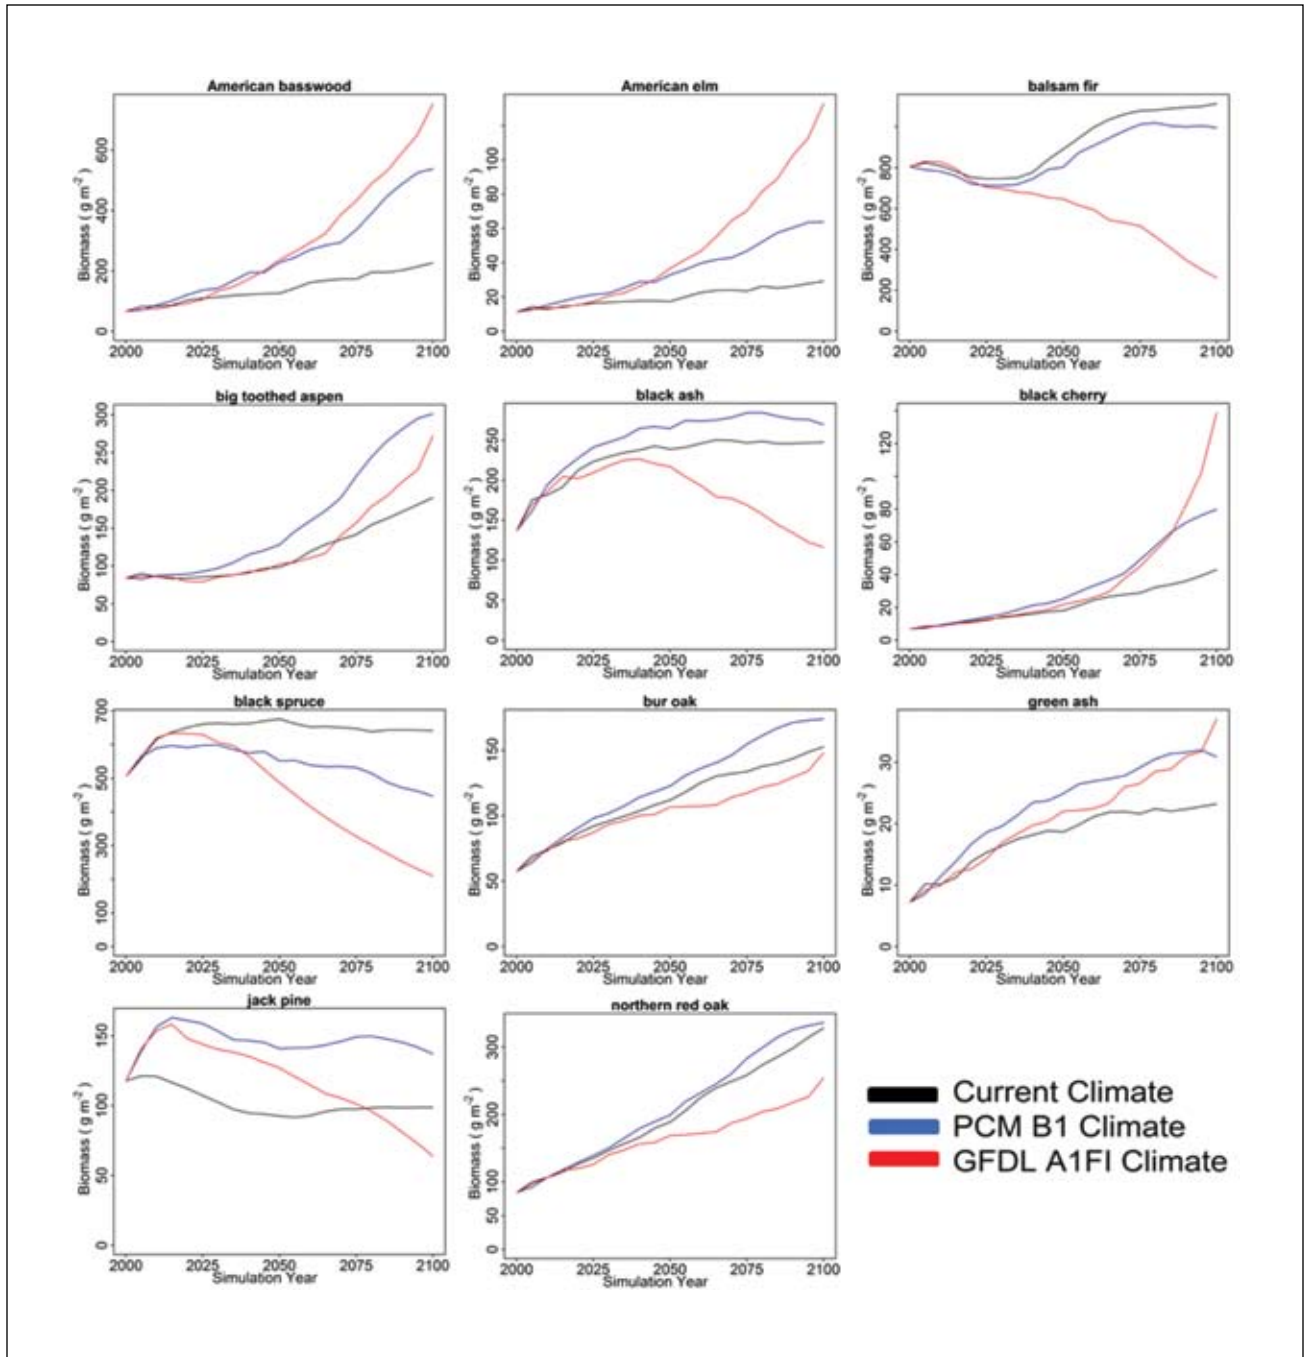 American basswood
Biomass ( g m-2 )
0 200 400 600
2000 2025 2050 2075 2100
Simulation Year
American elm
Biomass ( g m-2 )
0 20 40 60 80 100
2000 2025 2050 2075 2100
Simulation Year
balsam fir
Biomass ( g m-2 )
0 200 400 600 800
2000 2025 2050 2075 2100
Simulation Year
big toothed aspen
Biomass ( g m-2 )
0 50 100 150 200 250 300
2000 2025 2050 2075 2100
Simulation Year
black ash
Biomass ( g m-2 )
0 50 100 150 200 250
2000 2025 2050 2075 2100
Simulation Year
black cherry
Biomass ( g m-2 )
0 20 40 60 80 120
2000 2025 2050 2075 2100
Simulation Year
black spruce
Biomass ( g m-2 )
0 100 300 500 700
2000 2025 2050 2075 2100
Simulation Year
bur oak
Biomass ( g m-2 )
0 50 100 150
2000 2025 2050 2075 2100
Simulation Year
green ash
Biomass ( g m-2 )
0 10 20 30
2000 2025 2050 2075 2100
Simulation Year
jack pine
Biomass ( g m-2 )
0 50 100 150
2000 2025 2050 2075 2100
Simulation Year
northern red oak
Biomass ( g m-2 )
0 50 100 200 300
2000 2025 2050 2075 2100
Simulation Year
Current Climate
PCM B1 Climate
GFDL A1FI Climate